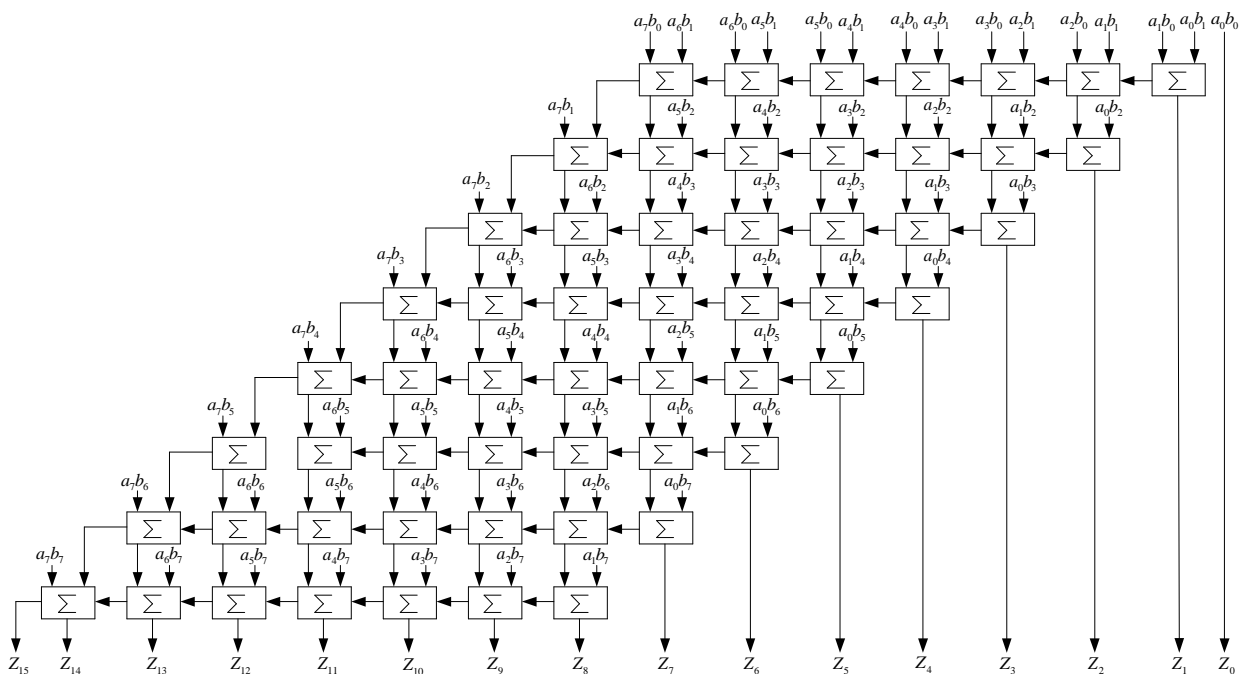 a₇b₀ a₆b₁ a₆b₀ a₅b₁ a₅b₀ a₄b₁ a₄b₀ a₃b₁ a₃b₀ a₂b₁ a₂b₀ a₁b₁ a₁b₀ a₀b₁ a₀b₀
∑ ∑ ∑ ∑ ∑ ∑ ∑
a₇b₁ a₅b₂ a₄b₂ a₃b₂ a₂b₂ a₁b₂ a₀b₂
∑ ∑ ∑ ∑ ∑ ∑ ∑
a₇b₂ a₆b₂ a₄b₃ a₃b₃ a₂b₃ a₁b₃ a₀b₃
∑ ∑ ∑ ∑ ∑ ∑ ∑
a₇b₃ a₆b₃ a₅b₃ a₃b₄ a₂b₄ a₁b₄ a₀b₄
∑ ∑ ∑ ∑ ∑ ∑ ∑
a₇b₄ a₆b₄ a₅b₄ a₄b₄ a₂b₅ a₁b₅ a₀b₅
∑ ∑ ∑ ∑ ∑ ∑ ∑
a₇b₅ a₆b₅ a₅b₅ a₄b₅ a₃b₅ a₁b₆ a₀b₆
∑ ∑ ∑ ∑ ∑ ∑ ∑
a₇b₆ a₆b₆ a₅b₆ a₄b₆ a₃b₆ a₂b₆ a₀b₇
∑ ∑ ∑ ∑ ∑ ∑ ∑
a₇b₇ a₆b₇ a₅b₇ a₄b₇ a₃b₇ a₂b₇ a₁b₇
∑ ∑ ∑ ∑ ∑ ∑ ∑
Z₁₅ Z₁₄ Z₁₃ Z₁₂ Z₁₁ Z₁₀ Z₉ Z₈ Z₇ Z₆ Z₅ Z₄ Z₃ Z₂ Z₁ Z₀